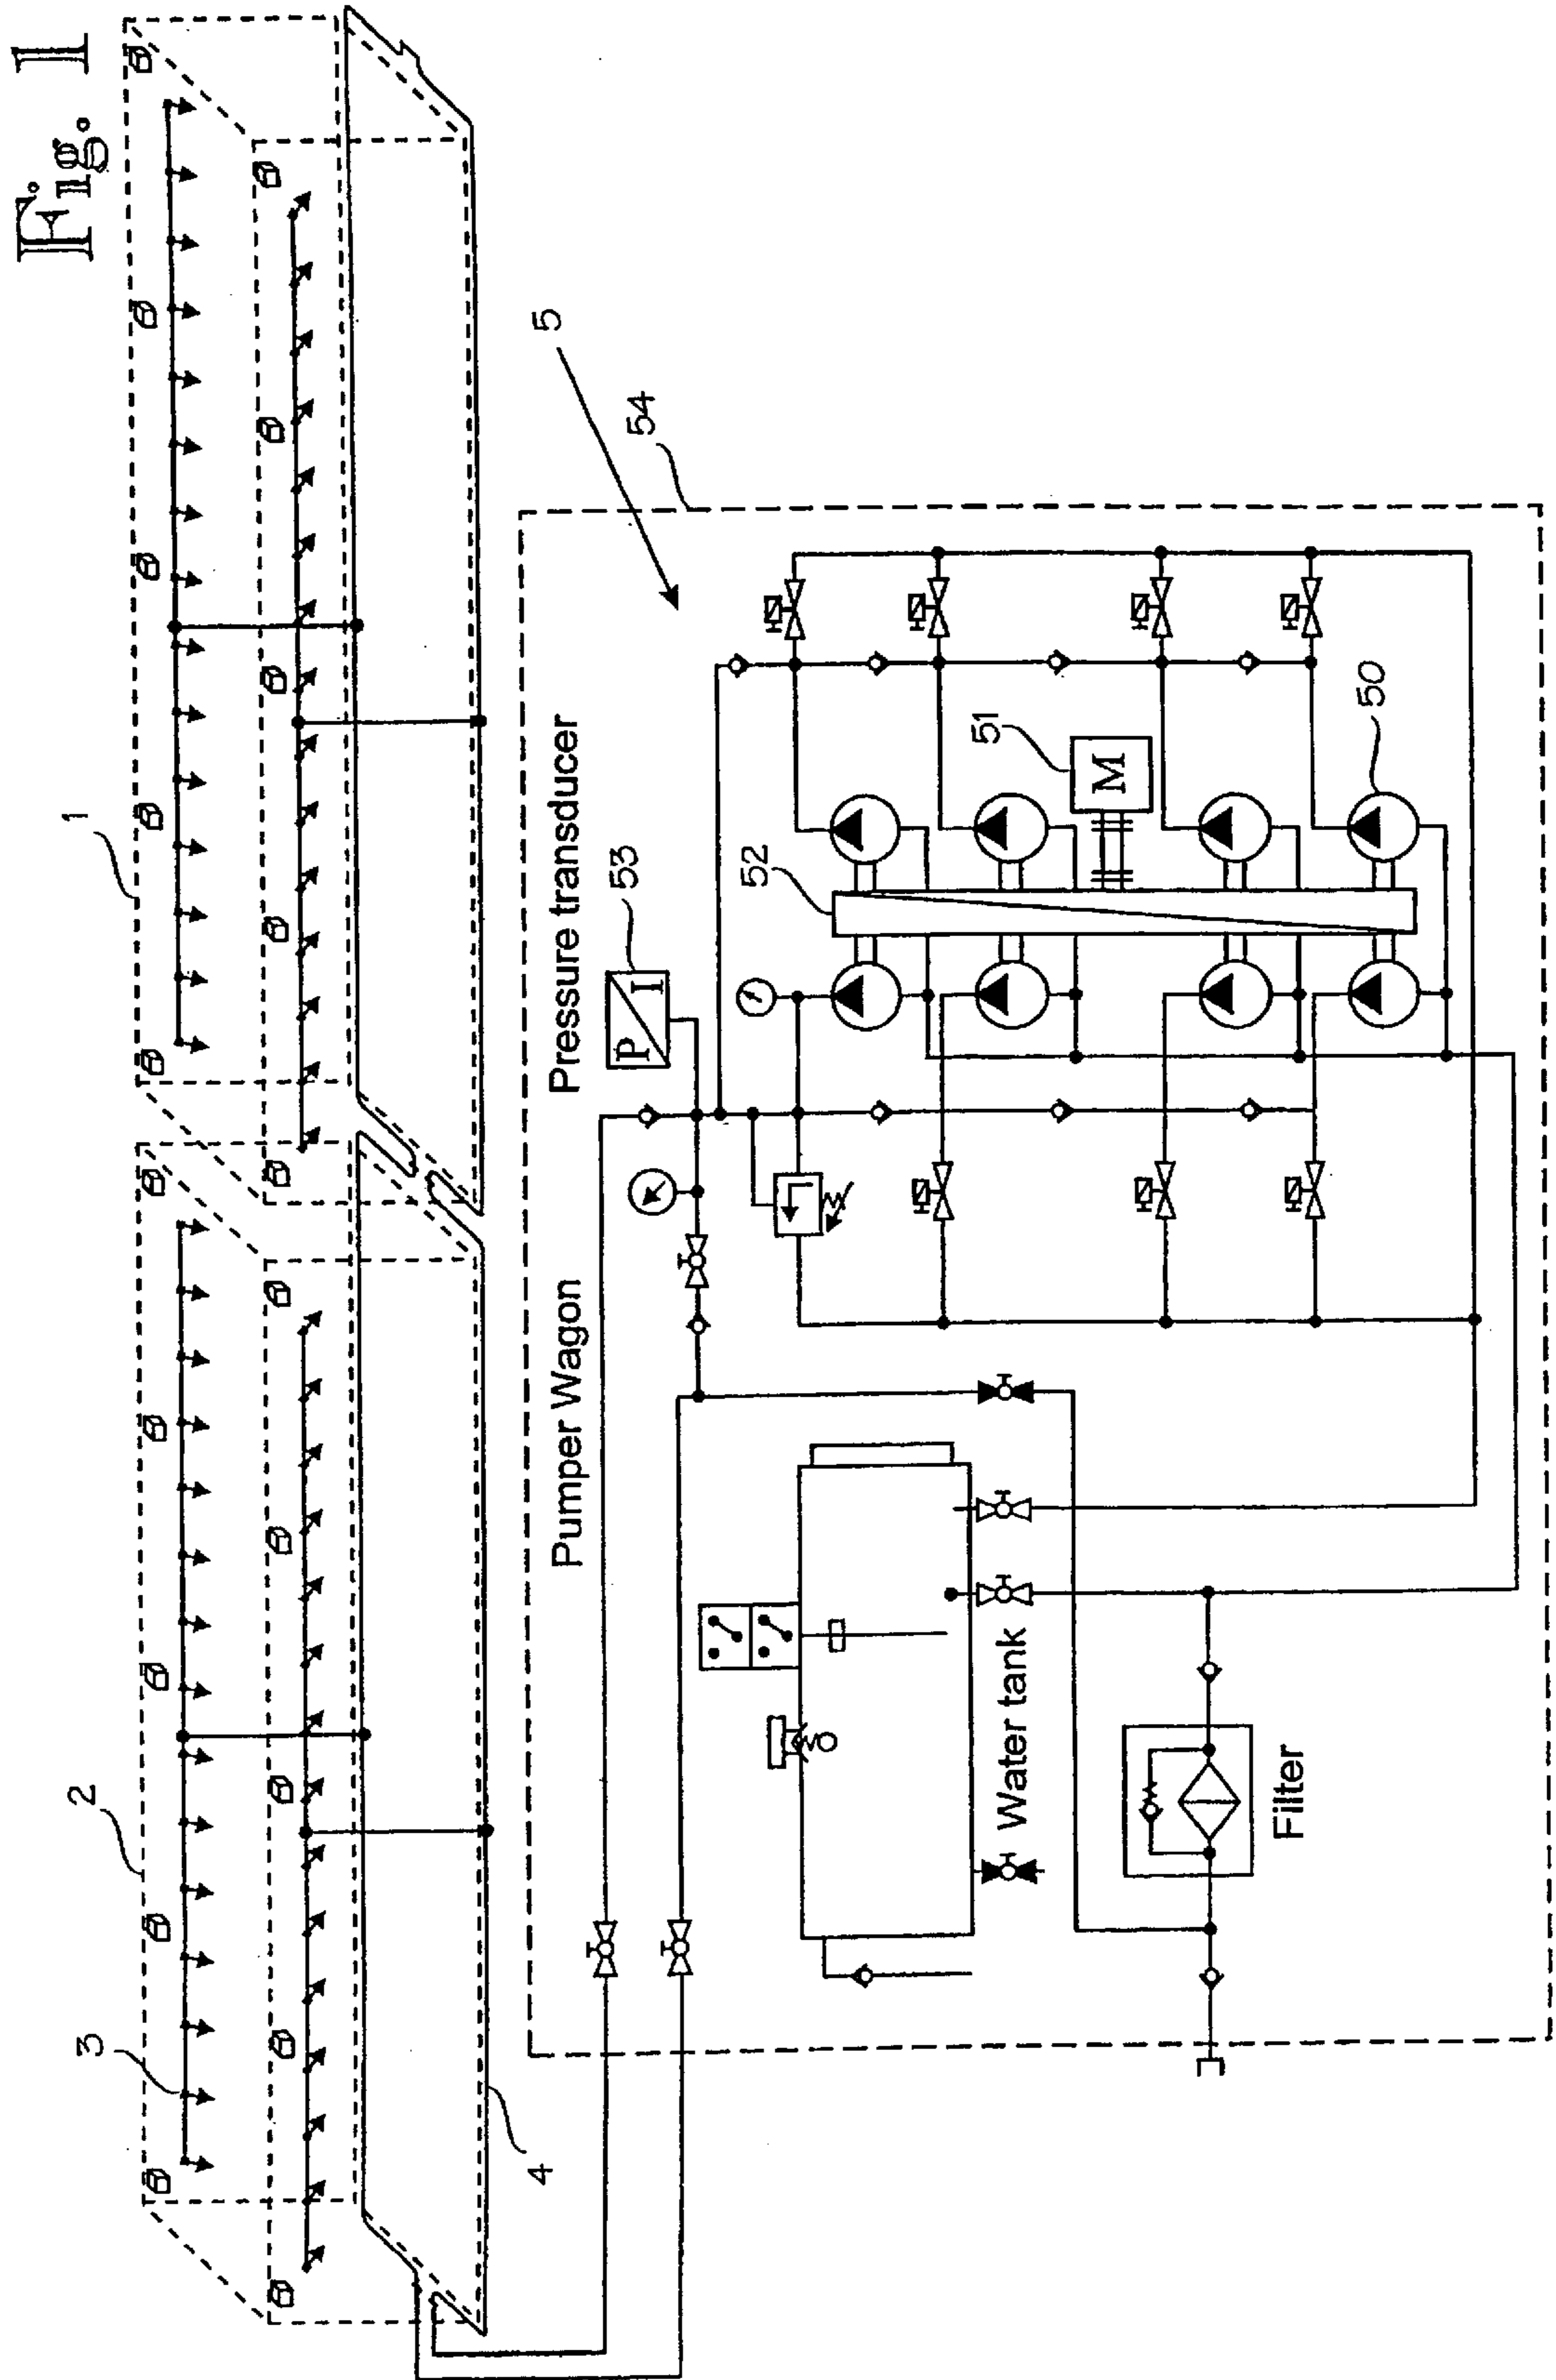 Fig. 1
1
2
3
4
5
54
Pumper Wagon
Pressure transducer
53
P
I
52
51
M
50
Water tank
Filter